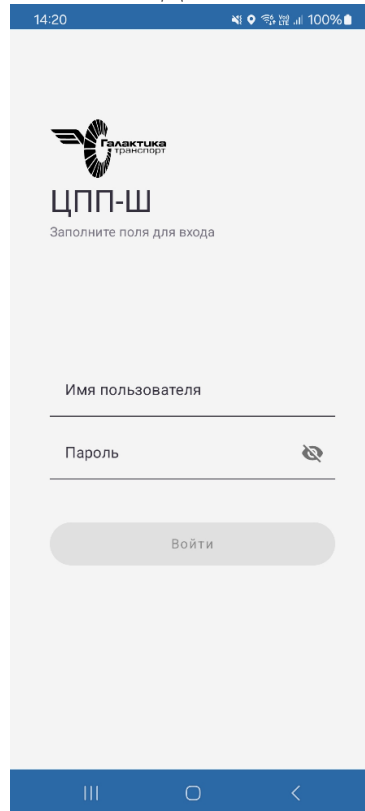 14:20
100%
Галактика
транспорт
ЦПП-Ш
Заполните поля для входа
Имя пользователя
Пароль
Войти